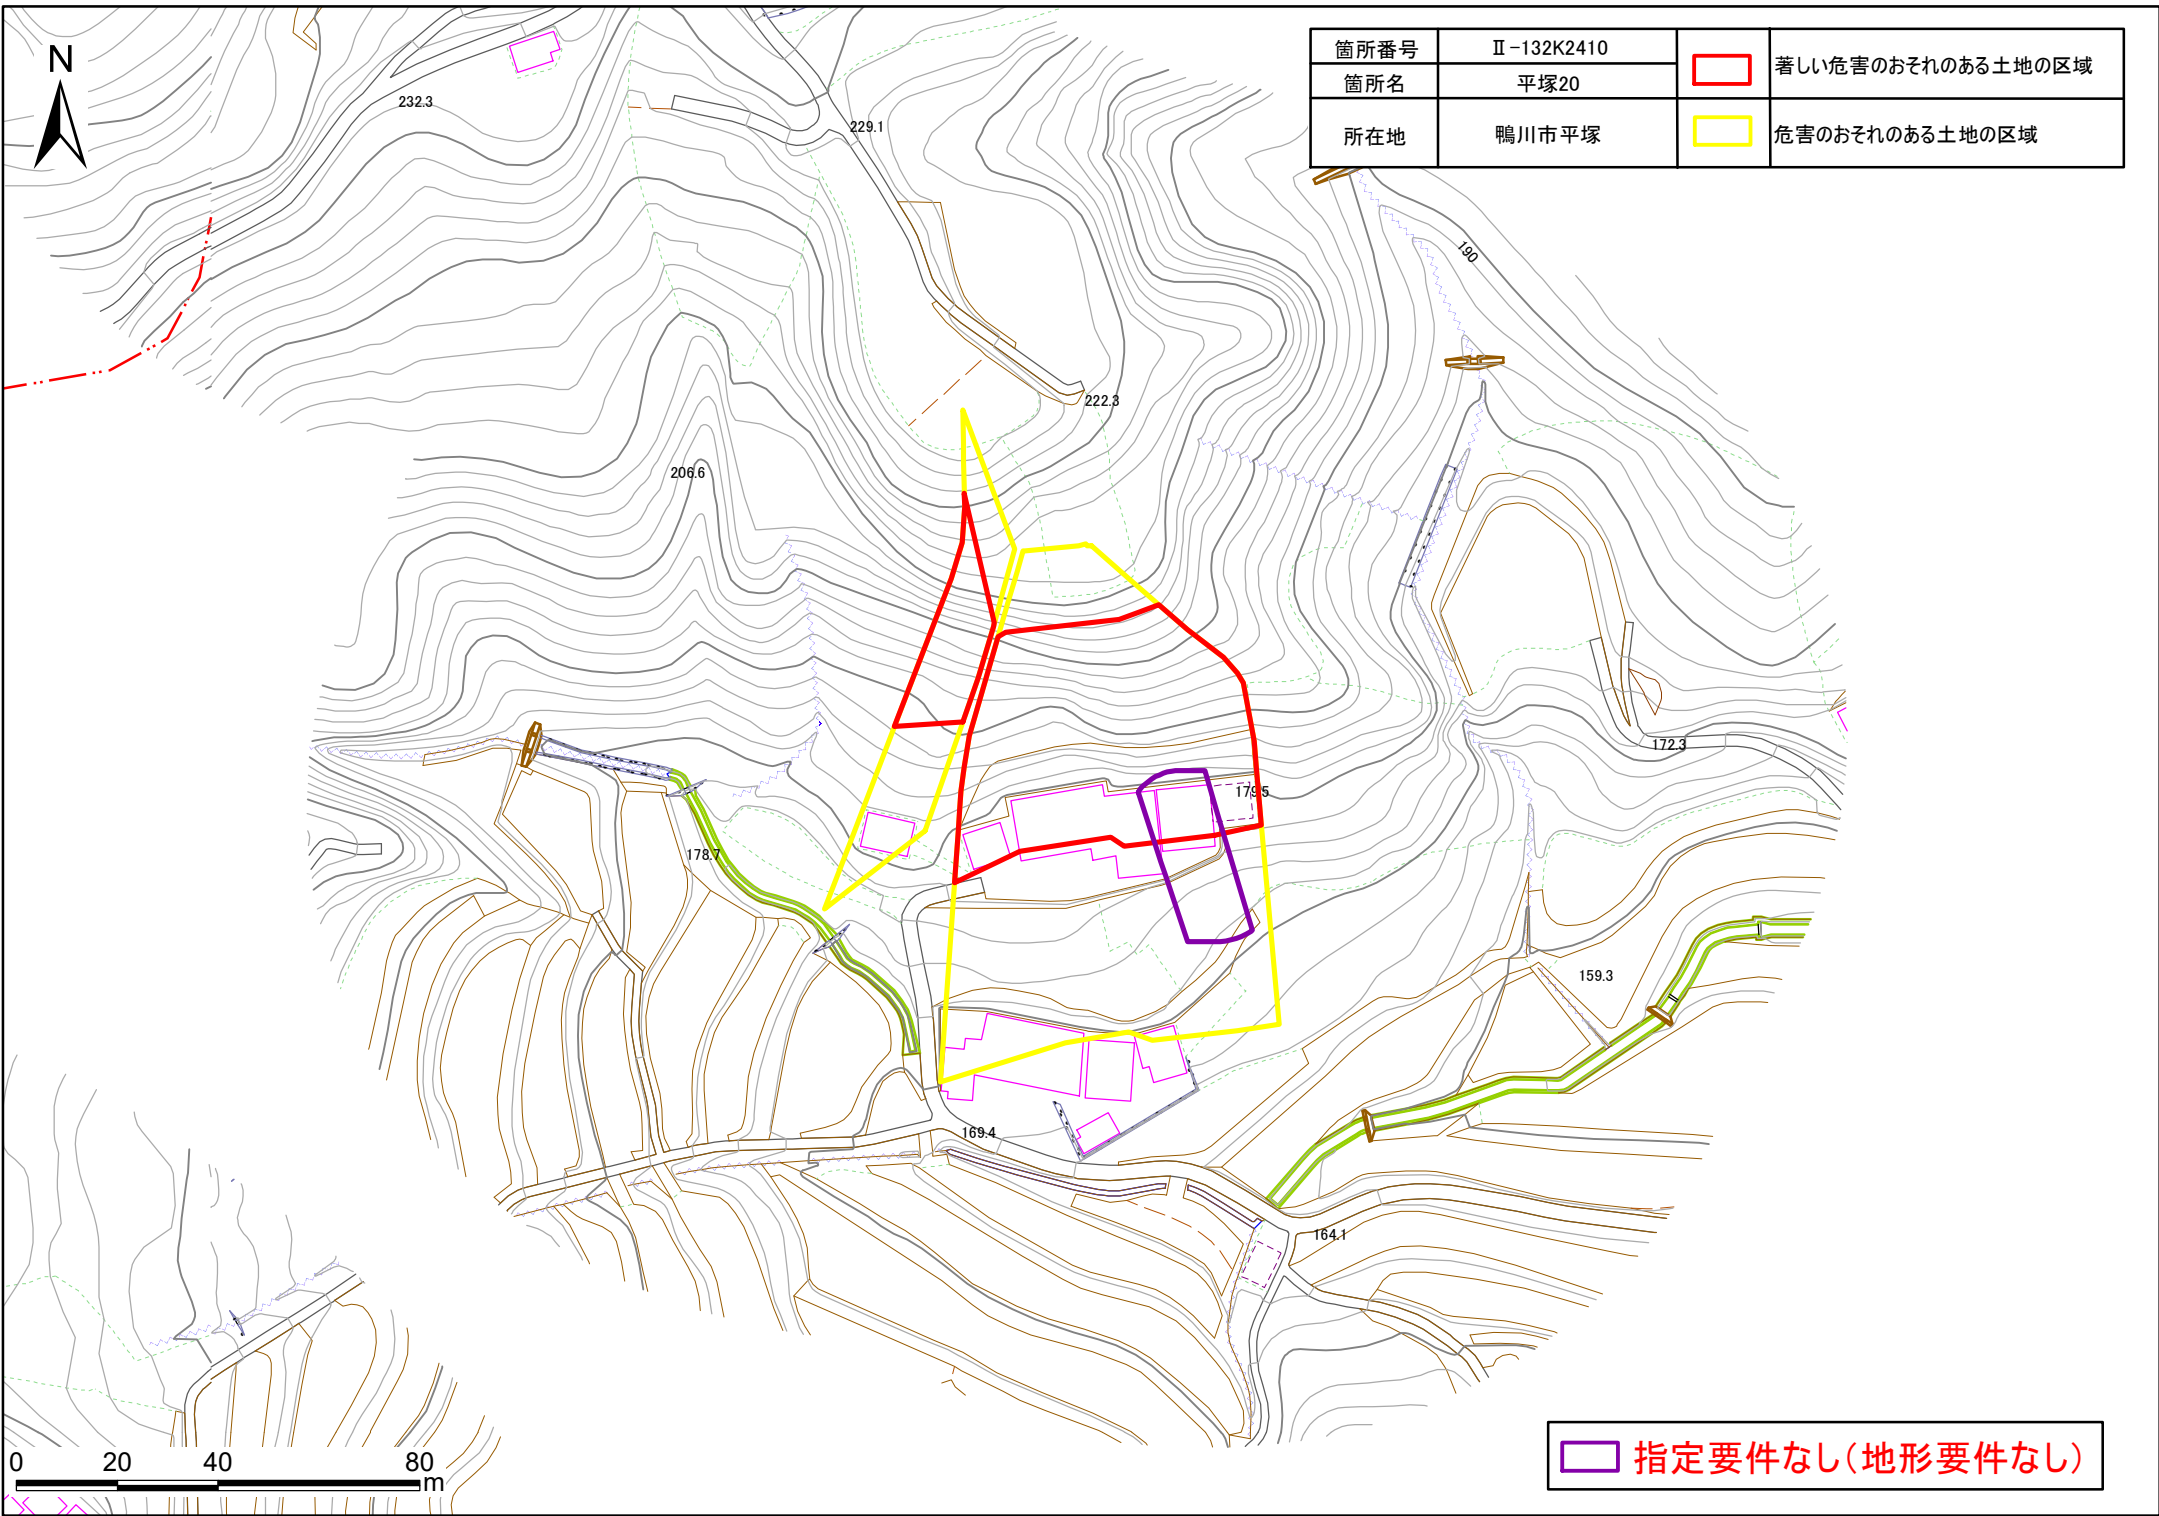 箇所番号 Ⅱ-132K2410 著しい危害のおそれのある土地の区域
箇所名 平塚20
所在地 鴨川市平塚 危害のおそれのある土地の区域
N
232.3
229.1
190
222.3
206.6
172.3
179.5
178.7
159.3
169.4
164.1
0 20 40 80
m
指定要件なし(地形要件なし)